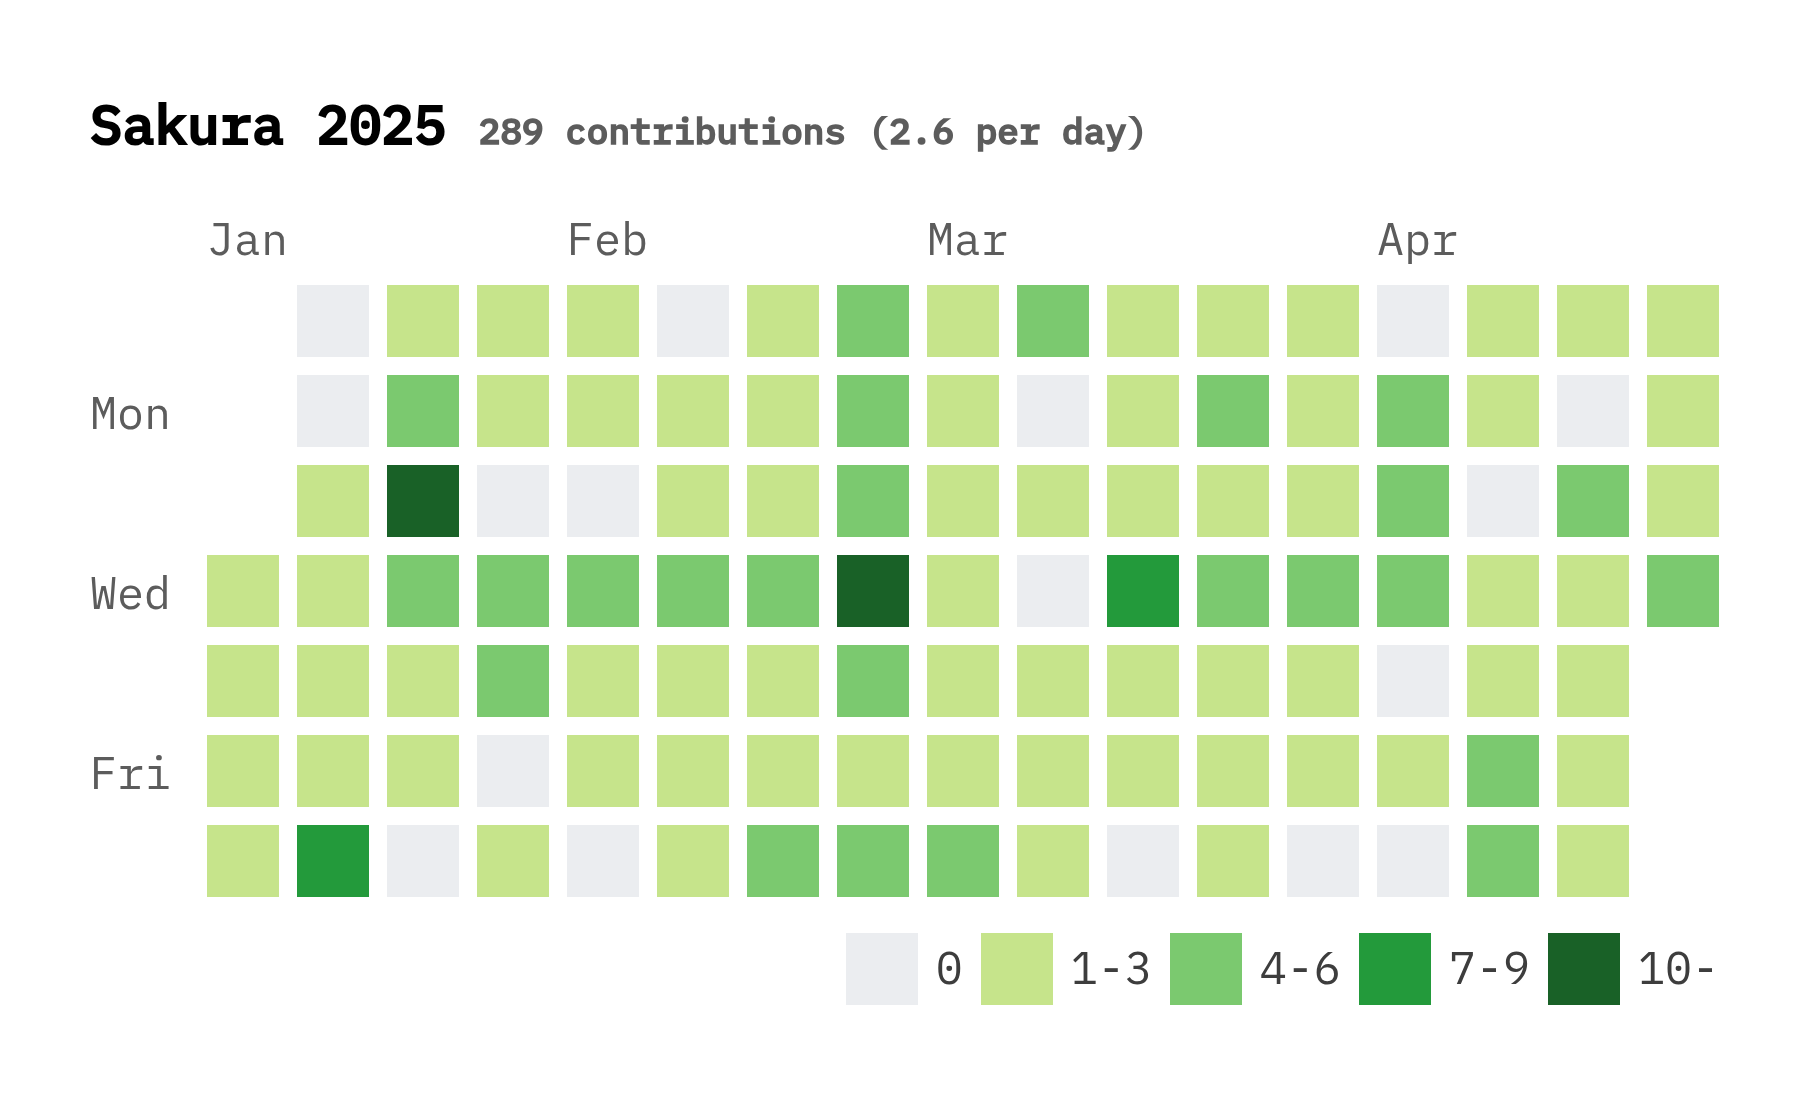 Sakura 2025 289 contributions (2.6 per day)
Jan Feb Mar Apr
Mon
Wed
Fri
0 1-3 4-6 7-9 10-